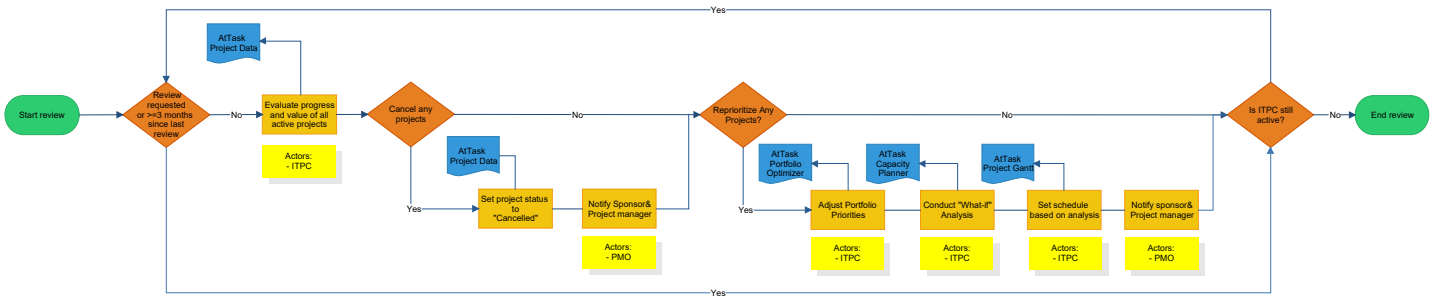 Yes
AtTask
Project Data
Start review
Review
requested
or >=3 months
since last
review
No
Evaluate progress
and value of all
active projects
Actors:
- ITPC
Cancel any
projects
No
AtTask
Project Data
Yes
Set project status
to
"Cancelled"
Notify Sponsor&
Project manager
Actors:
- PMO
Reprioritize Any
Projects?
No
AtTask
Portfolio
Optimizer
AtTask
Capacity
Planner
AtTask
Project Gantt
Yes
Adjust Portfolio
Priorities
Conduct "What-if"
Analysis
Set schedule
based on analysis
Notify sponsor&
Project manager
Actors:
- ITPC
Actors:
- ITPC
Actors:
- ITPC
Actors:
- PMO
Is ITPC still
active?
No
End review
Yes